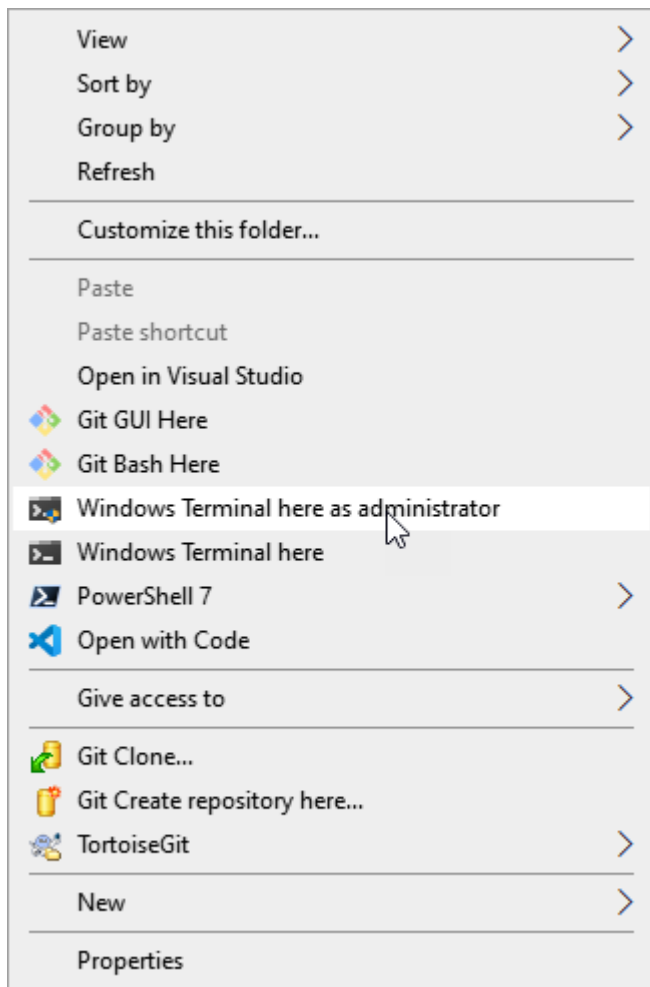 View
Sort by
Group by
Refresh
Customize this folder...
Paste
Paste shortcut
Open in Visual Studio
Git GUI Here
Git Bash Here
Windows Terminal here as administrator
Windows Terminal here
PowerShell 7
Open with Code
Give access to
Git Clone...
Git Create repository here...
TortoiseGit
New
Properties